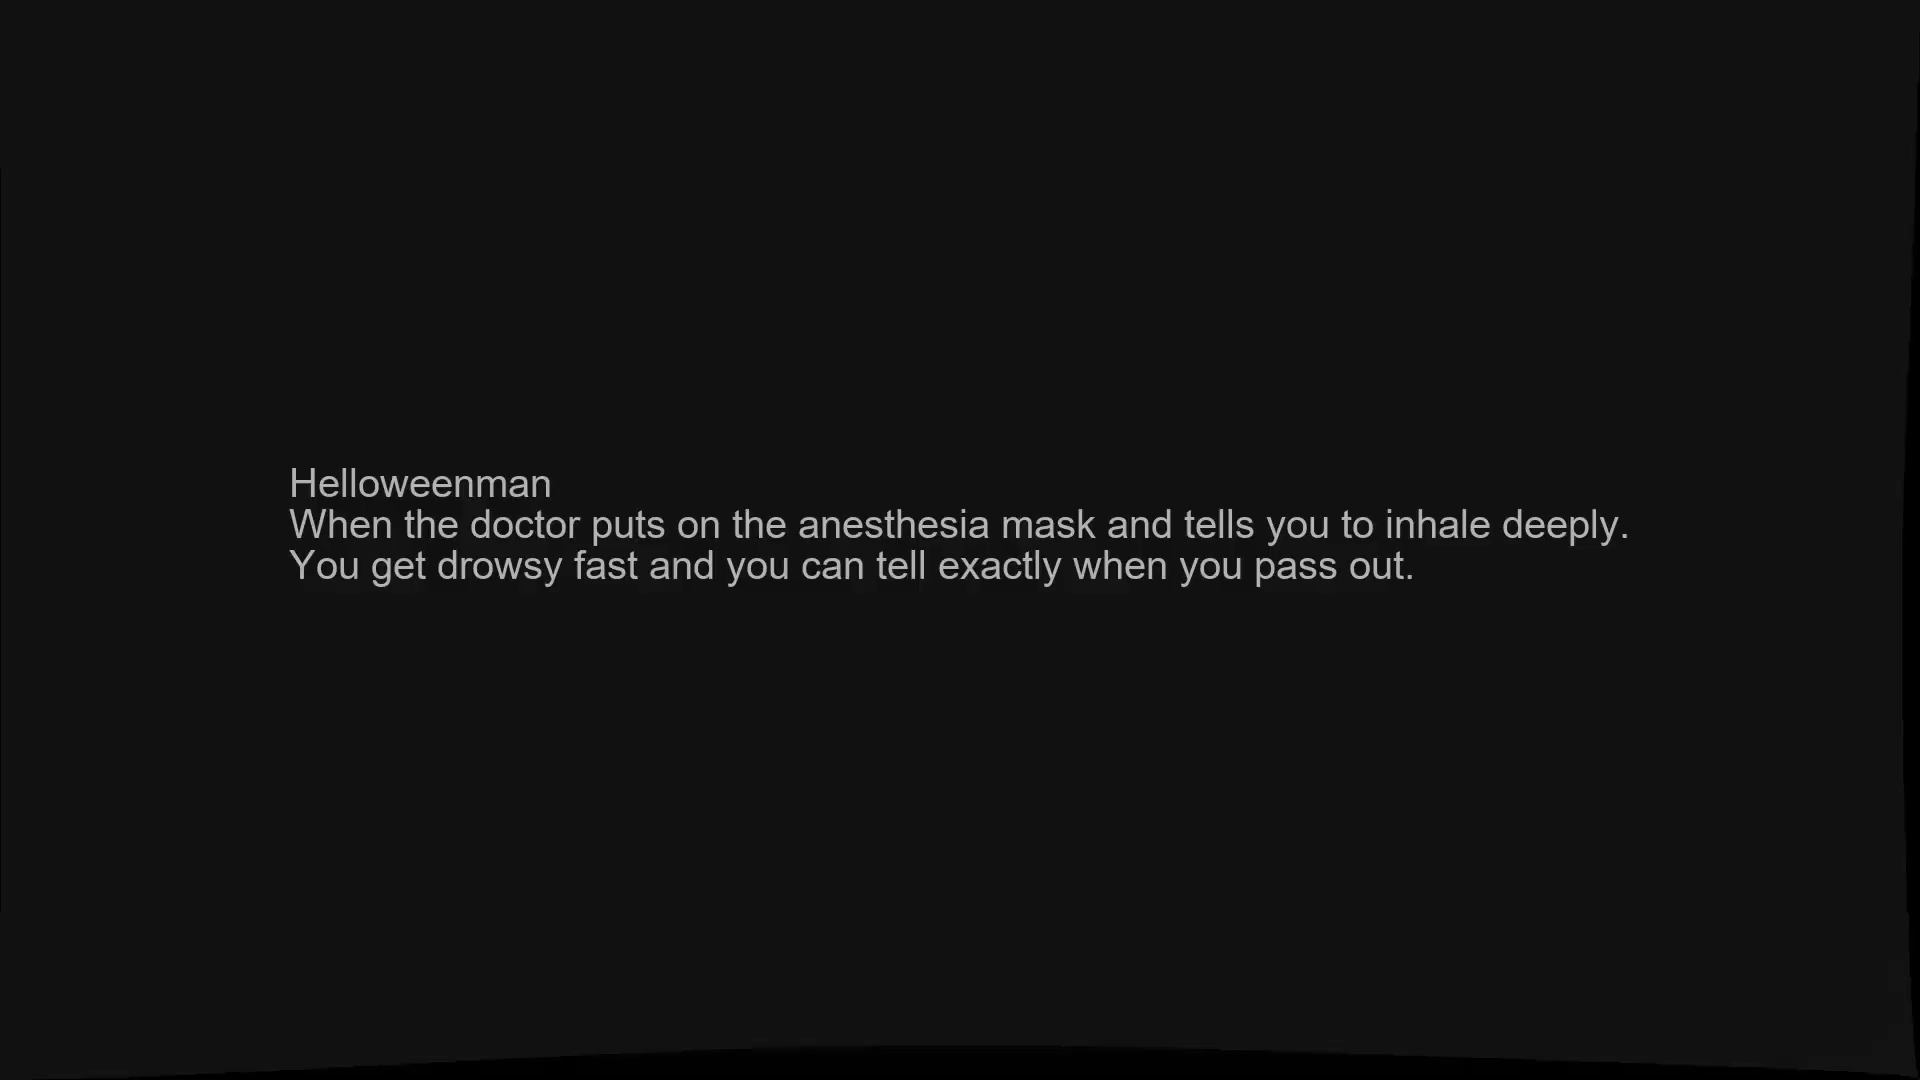 Helloweenman
When the doctor puts on the anesthesia mask and tells you to inhale deeply.
You get drowsy fast and you can tell exactly when you pass out.